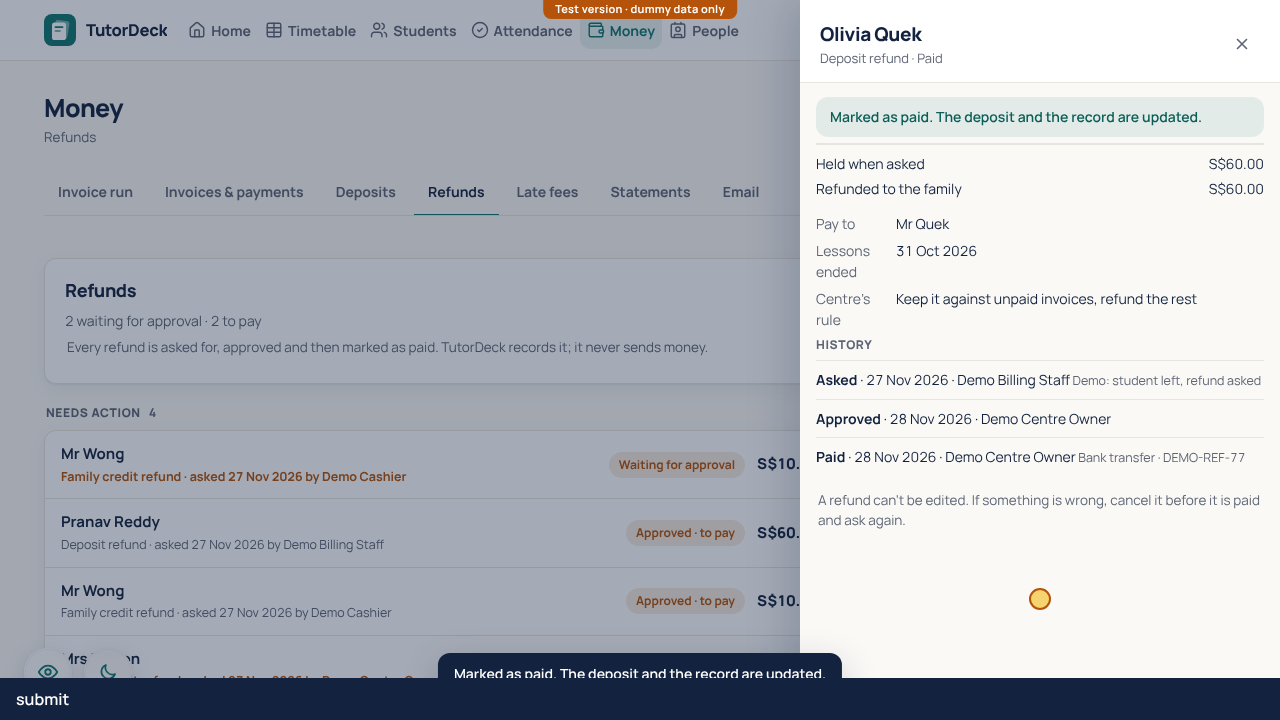 Test version · dummy data only
TutorDeck
Home
Timetable
Students
Attendance
Money
People
Money
Refunds
Invoice run
Invoices & payments
Deposits
Refunds
Late fees
Statements
Email
Refunds
2 waiting for approval · 2 to pay
Every refund is asked for, approved and then marked as paid. TutorDeck records it; it never sends money.
NEEDS ACTION 4
Mr Wong
Family credit refund · asked 27 Nov 2026 by Demo Cashier
Waiting for approval
S$10.
Pranav Reddy
Deposit refund · asked 27 Nov 2026 by Demo Billing Staff
Approved · to pay
S$60.
Mr Wong
Family credit refund · asked 27 Nov 2026 by Demo Cashier
Approved · to pay
S$10.
Olivia Quek
Deposit refund · Paid
Marked as paid. The deposit and the record are updated.
Held when asked S$60.00
Refunded to the family S$60.00
Pay to Mr Quek
Lessons ended 31 Oct 2026
Centre's rule Keep it against unpaid invoices, refund the rest
HISTORY
Asked · 27 Nov 2026 · Demo Billing Staff Demo: student left, refund asked
Approved · 28 Nov 2026 · Demo Centre Owner
Paid · 28 Nov 2026 · Demo Centre Owner Bank transfer · DEMO-REF-77
A refund can't be edited. If something is wrong, cancel it before it is paid
and ask again.
Marked as paid. The deposit and the record are updated.
submit